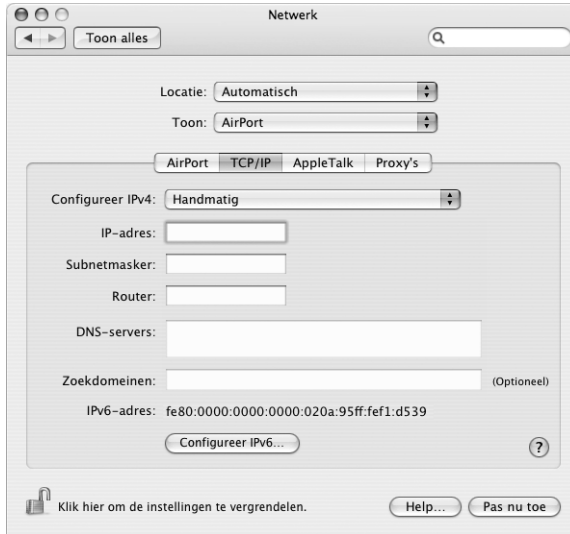 Netwerk
Toon alles
Locatie: Automatisch
Toon: AirPort
AirPort TCP/IP AppleTalk Proxy's
Configureer IPv4: Handmatig
IP-adres:
Subnetmasker:
Router:
DNS-servers:
Zoekdomeinen: (Optioneel)
IPv6-adres: fe80:0000:0000:0000:020a:95ff:fef1:d539
Configureer IPv6... ?
Klik hier om de instellingen te vergrendelen. Help... Pas nu toe